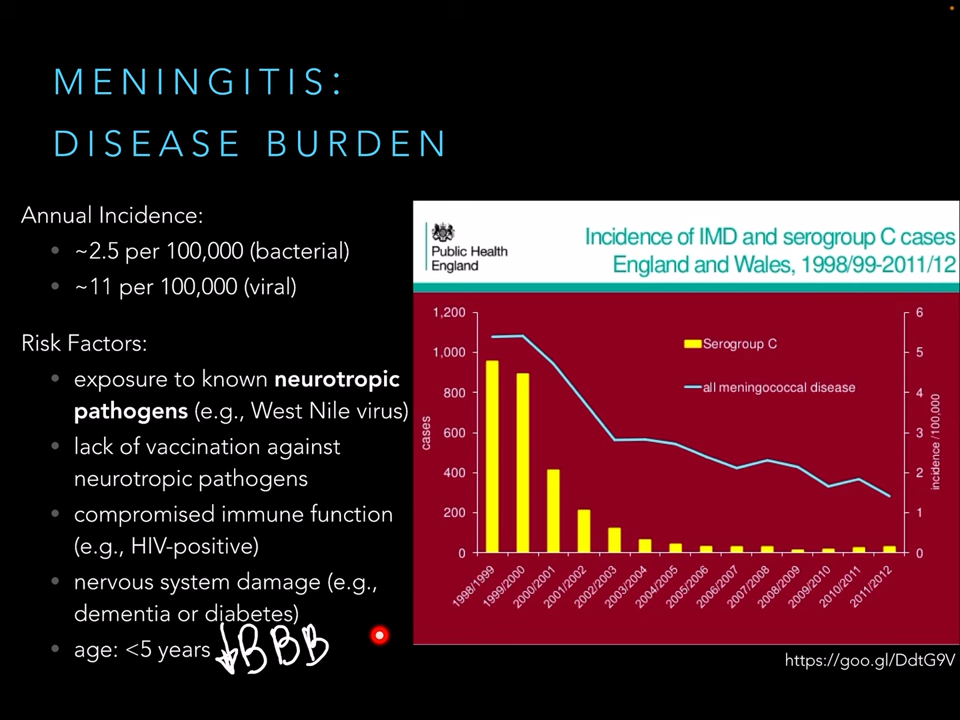 MENINGITIS:
DISEASE BURDEN
Annual Incidence:
• ~2.5 per 100,000 (bacterial)
• ~11 per 100,000 (viral)
Risk Factors:
• exposure to known neurotropic
pathogens (e.g., West Nile virus)
• lack of vaccination against
neurotropic pathogens
• compromised immune function
(e.g., HIV-positive)
• nervous system damage (e.g.,
dementia or diabetes)
• age: <5 years ↓BBB
Public Health
England
Incidence of IMD and serogroup C cases
England and Wales, 1998/99-2011/12
1,200
1,000
800
600
400
200
0
cases
Serogroup C
all meningococcal disease
6
5
4
3
2
1
0
incidence /100,000
1998/1999
1999/2000
2000/2001
2001/2002
2002/2003
2003/2004
2004/2005
2005/2006
2006/2007
2007/2008
2008/2009
2009/2010
2010/2011
2011/2012
https://goo.gl/DdtG9V